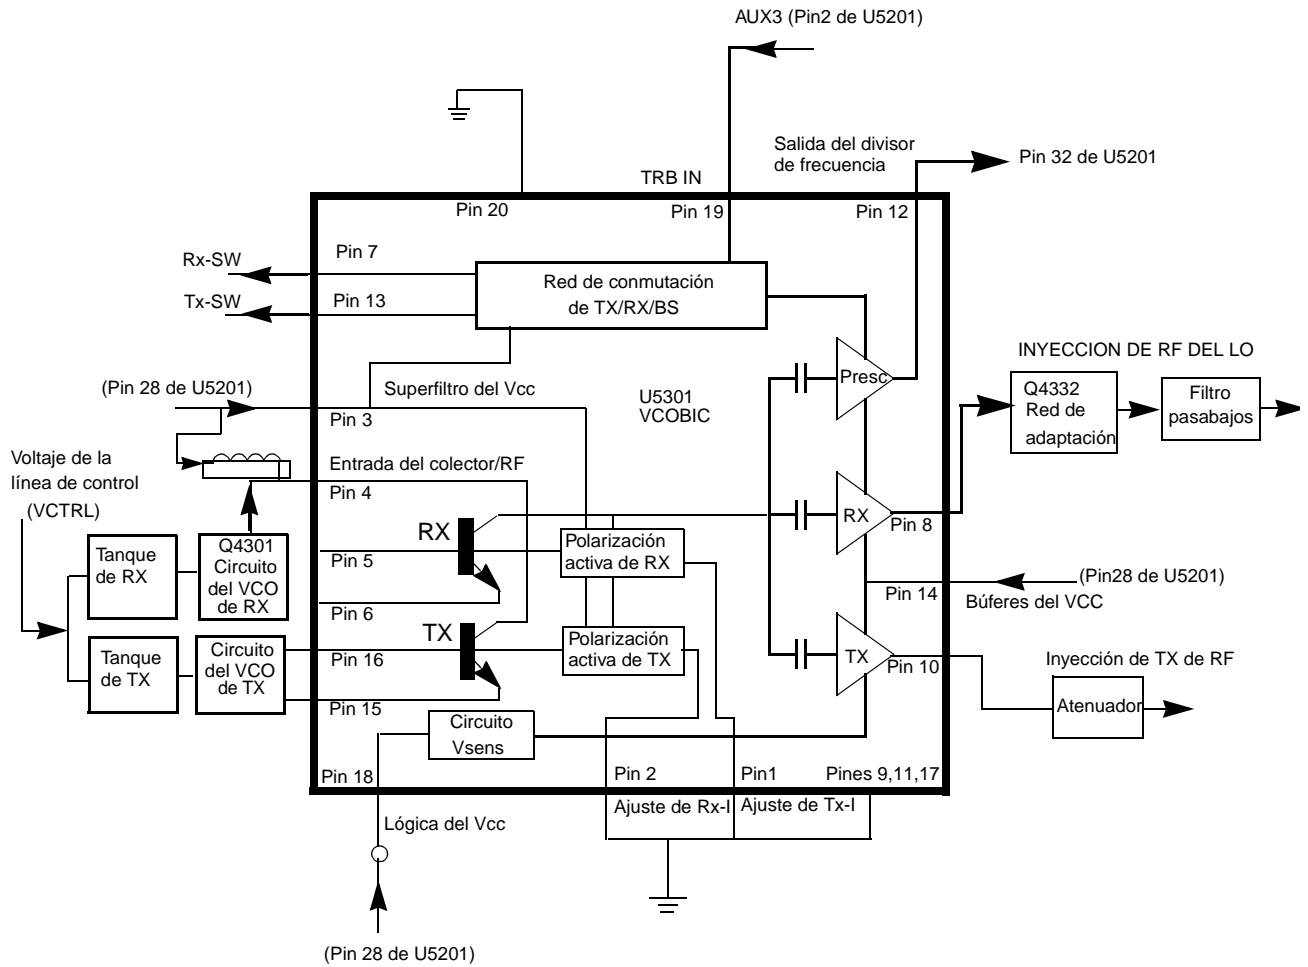 AUX3 (Pin2 de U5201)
Salida del divisor
de frecuencia
Pin 32 de U5201
TRB IN
Pin 20
Pin 19
Pin 12
Rx-SW
Pin 7
Tx-SW
Pin 13
Red de conmutación
de TX/RX/BS
(Pin 28 de U5201)
Superfiltro del Vcc
Pin 3
U5301
VCOBIC
Presc
INYECCION DE RF DEL LO
Q4332
Red de
adaptación
Filtro
pasabajos
Voltaje de la
línea de control
(VCTRL)
Entrada del colector/RF
Pin 4
RX
Pin 5
Polarización
activa de RX
RX
Pin 8
Tanque
de RX
Q4301
Circuito
del VCO
de RX
Pin 6
Pin 14
(Pin28 de U5201)
Búferes del VCC
TX
Pin 16
Polarización
activa de TX
TX
Pin 10
Tanque
de TX
Circuito
del VCO
de TX
Pin 15
Inyección de TX de RF
Atenuador
Circuito
Vsens
Pin 18
Pin 2
Pin1
Pines 9,11,17
Ajuste de Rx-I
Ajuste de Tx-I
Lógica del Vcc
(Pin 28 de U5201)